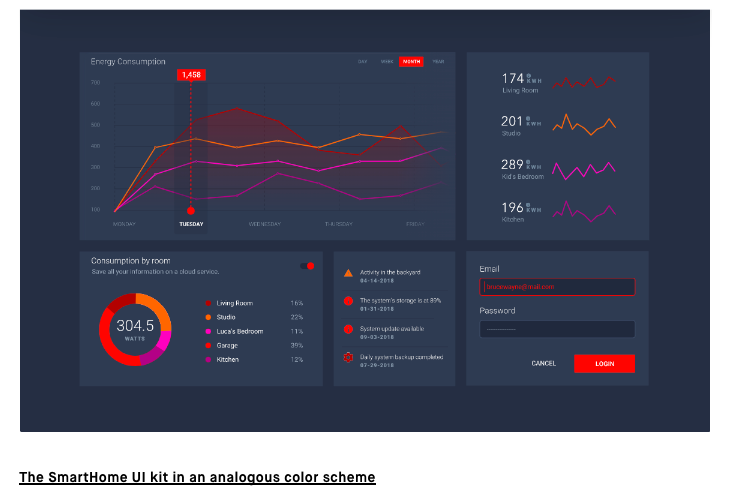 Energy Consumption
DAY WEEK MONTH YEAR
1,458
700
600
500
400
300
200
100
MONDAY TUESDAY WEDNESDAY THURSDAY FRIDAY
174 KWH
Living Room
201 KWH
Studio
289 KWH
Kid's Bedroom
196 KWH
Kitchen
Consumption by room
Save all your information on a cloud service.
304.5
WATTS
Living Room 16%
Studio 22%
Luca's Bedroom 11%
Garage 39%
Kitchen 12%
Activity in the backyard
04-14-2018
The system's storage is at 89%
01-31-2018
System update available
09-03-2018
Daily system backup completed
07-29-2018
Email
brucewayne@mail.com
Password
CANCEL LOGIN
The SmartHome UI kit in an analogous color scheme